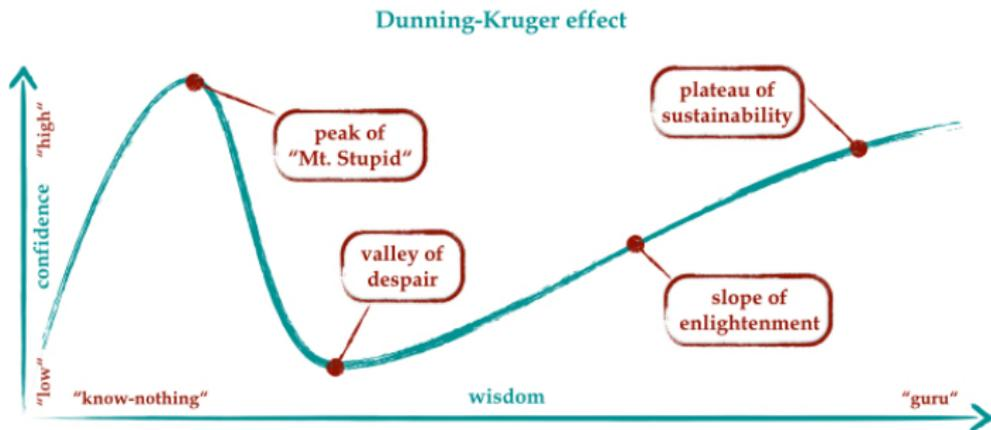 Dunning-Kruger effect
"high“
confidence
"low“
peak of
"Mt. Stupid“
valley of
despair
plateau of
sustainability
slope of
enlightenment
"know-nothing“
wisdom
"guru“